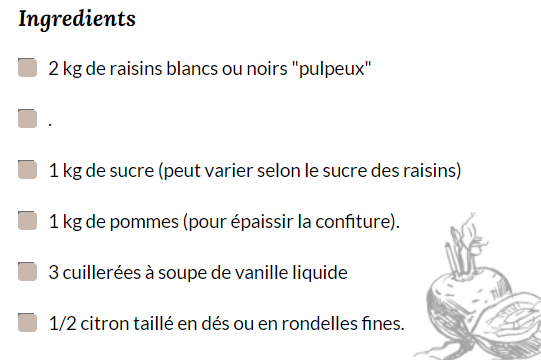 Ingredients
2 kg de raisins blancs ou noirs "pulpeux"
.
1 kg de sucre (peut varier selon le sucre des raisins)
1 kg de pommes (pour épaissir la confiture).
3 cuillerées à soupe de vanille liquide
1/2 citron taillé en dés ou en rondelles fines.